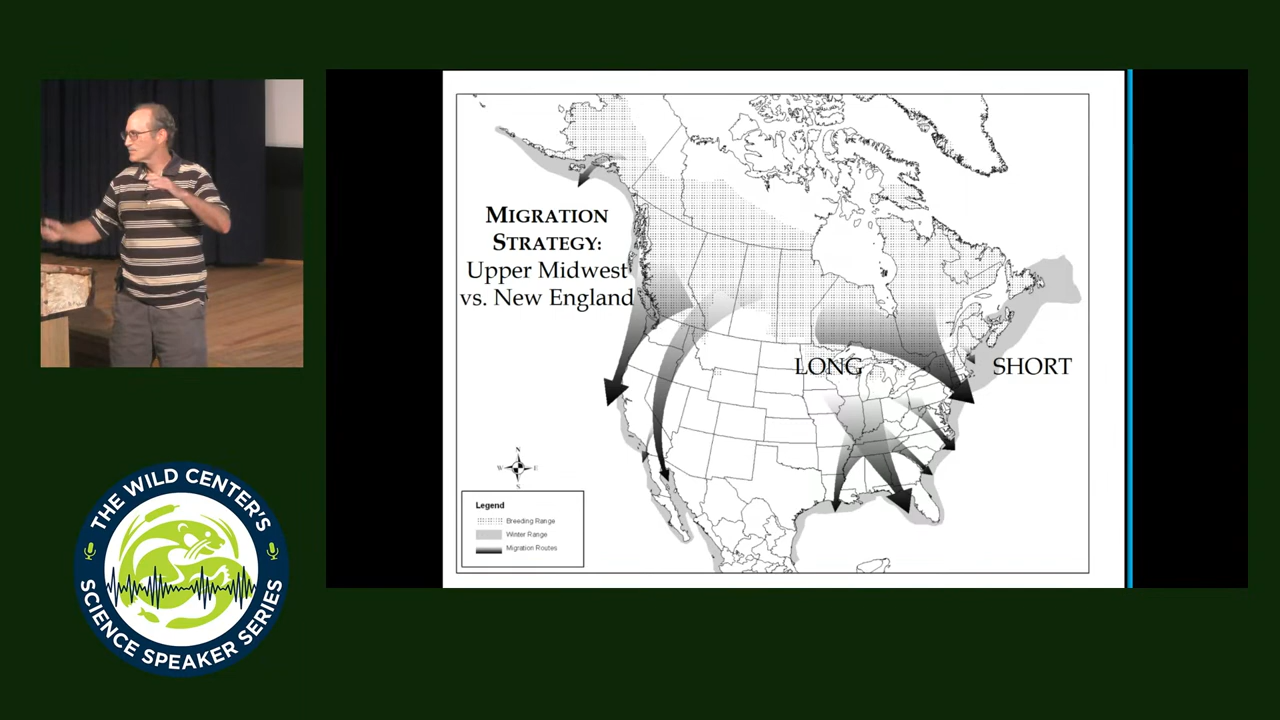 MIGRATION
STRATEGY:
Upper Midwest
vs. New England
LONG
SHORT
N
W
E
S
Legend
Breeding Range
Winter Range
Migration Routes
THE WILD CENTER'S
SCIENCE SPEAKER SERIES